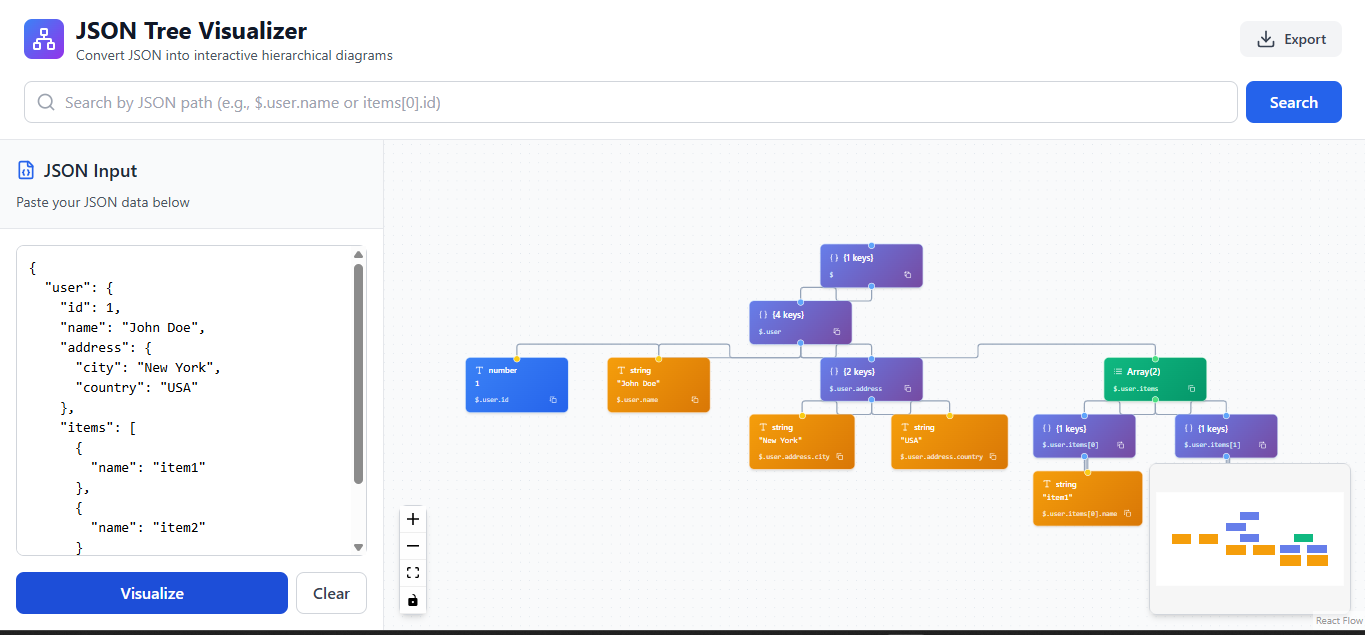 JSON Tree Visualizer
Convert JSON into interactive hierarchical diagrams
Export
Search by JSON path (e.g., $.user.name or items[0].id)
Search
JSON Input
Paste your JSON data below
{
"user": {
"id": 1,
"name": "John Doe",
"address": {
"city": "New York",
"country": "USA"
},
"items": [
{
"name": "item1"
},
{
"name": "item2"
}
Visualize
Clear
{} {1 keys}
$
{} {4 keys}
$.user
T number
1
$.user.id
T string
"John Doe"
$.user.name
{} {2 keys}
$.user.address
Array(2)
$.user.items
T string
"New York"
$.user.address.city
T string
"USA"
$.user.address.country
{} {1 keys}
$.user.items[0]
{} {1 keys}
$.user.items[1]
T string
"item1"
$.user.items[0].name
React Flow